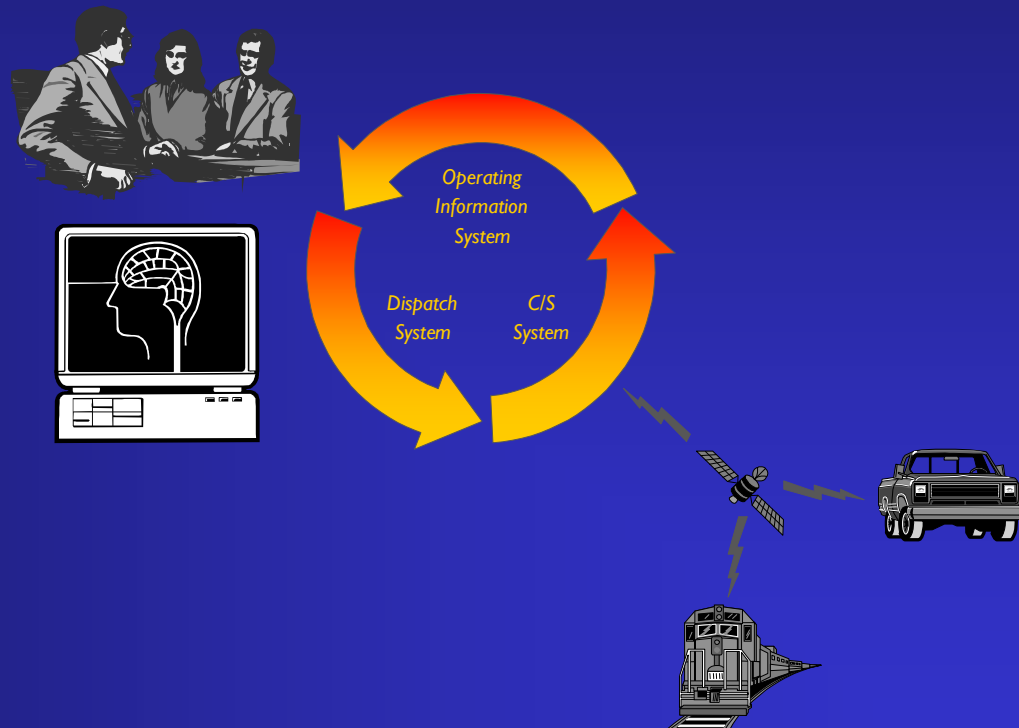 Operating
Information
System
Dispatch
System
C/S
System